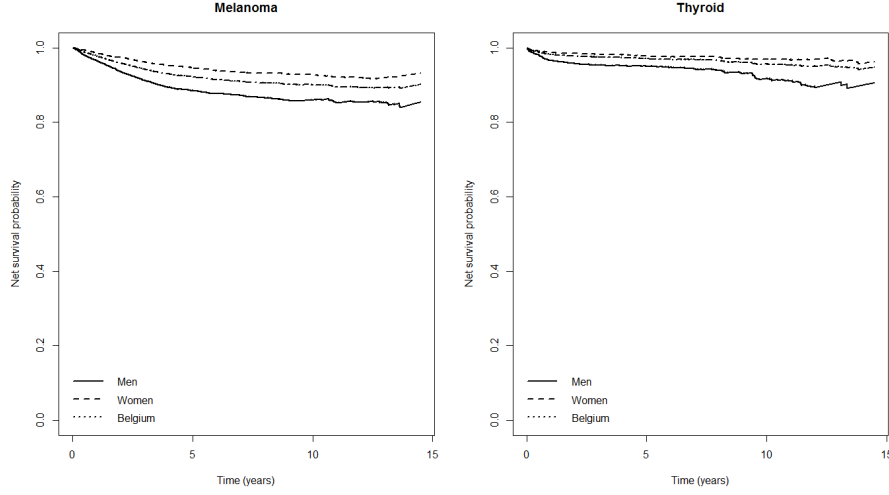 Melanoma
Net survival probability
1.0
0.8
0.6
0.4
0.2
0.0
Men
Women
Belgium
0 5 10 15
Time (years)
Thyroid
Net survival probability
1.0
0.8
0.6
0.4
0.2
0.0
Men
Women
Belgium
0 5 10 15
Time (years)